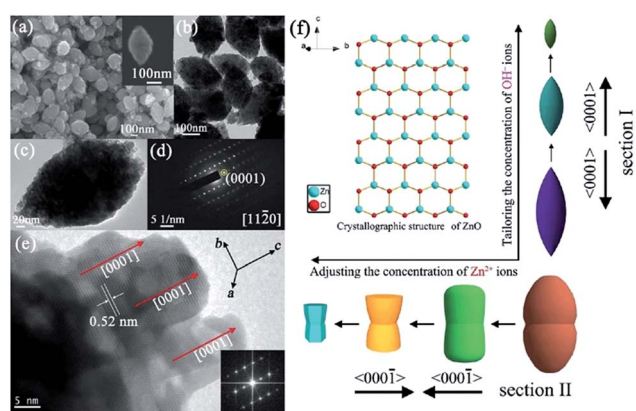 (a)
100nm
100nm
(b)
100nm
(c)
20nm
(d)
(0001)
5 1/nm
[112̄0]
(e)
[0001]
[0001]
[0001]
0.52 nm
b
c
a
5 nm
(f)
c
a
b
Zn
O
Crystallographic structure of ZnO
Tailoring the concentration of OH⁻ ions
<0001>
<0001>
section I
Adjusting the concentration of Zn²⁺ ions
<0001̄>
<0001̄>
section II